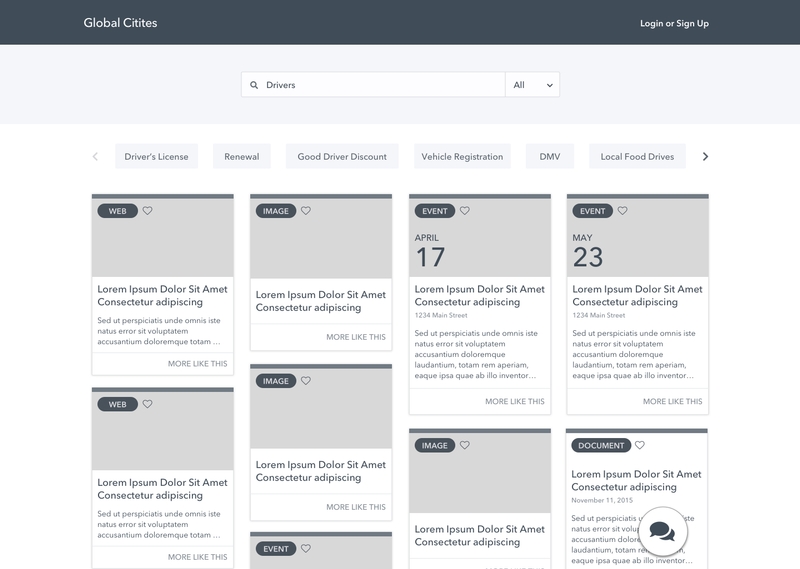 Global Citites
Login or Sign Up
Drivers
All
Driver's License
Renewal
Good Driver Discount
Vehicle Registration
DMV
Local Food Drives
WEB
Lorem Ipsum Dolor Sit Amet
Consectetur adipiscing
Sed ut perspiciatis unde omnis iste
natus error sit voluptatem
accusantium doloremque totam ...
MORE LIKE THIS
WEB
Lorem Ipsum Dolor Sit Amet
Consectetur adipiscing
Sed ut perspiciatis unde omnis iste
natus error sit voluptatem
accusantium doloremque totam ...
MORE LIKE THIS
IMAGE
Lorem Ipsum Dolor Sit Amet
Consectetur adipiscing
MORE LIKE THIS
IMAGE
Lorem Ipsum Dolor Sit Amet
Consectetur adipiscing
MORE LIKE THIS
EVENT
EVENT
APRIL
17
Lorem Ipsum Dolor Sit Amet
Consectetur adipiscing
1234 Main Street
Sed ut perspiciatis unde omnis iste
natus error sit voluptatem
accusantium doloremque
laudantium, totam rem aperiam,
eaque ipsa quae ab illo inventor...
MORE LIKE THIS
IMAGE
Lorem Ipsum Dolor Sit Amet
Consectetur adipiscing
EVENT
MAY
23
Lorem Ipsum Dolor Sit Amet
Consectetur adipiscing
1234 Main Street
Sed ut perspiciatis unde omnis iste
natus error sit voluptatem
accusantium doloremque
laudantium, totam rem aperiam,
eaque ipsa quae ab illo inventor...
MORE LIKE THIS
DOCUMENT
Lorem Ipsum Dolor Sit Amet
Consectetur adipiscing
November 11, 2015
Sed ut perspiciatis iste
natus error sit
accusantium
laudantium, totam aperiam,
eaque ipsa quae ab illo inventor...